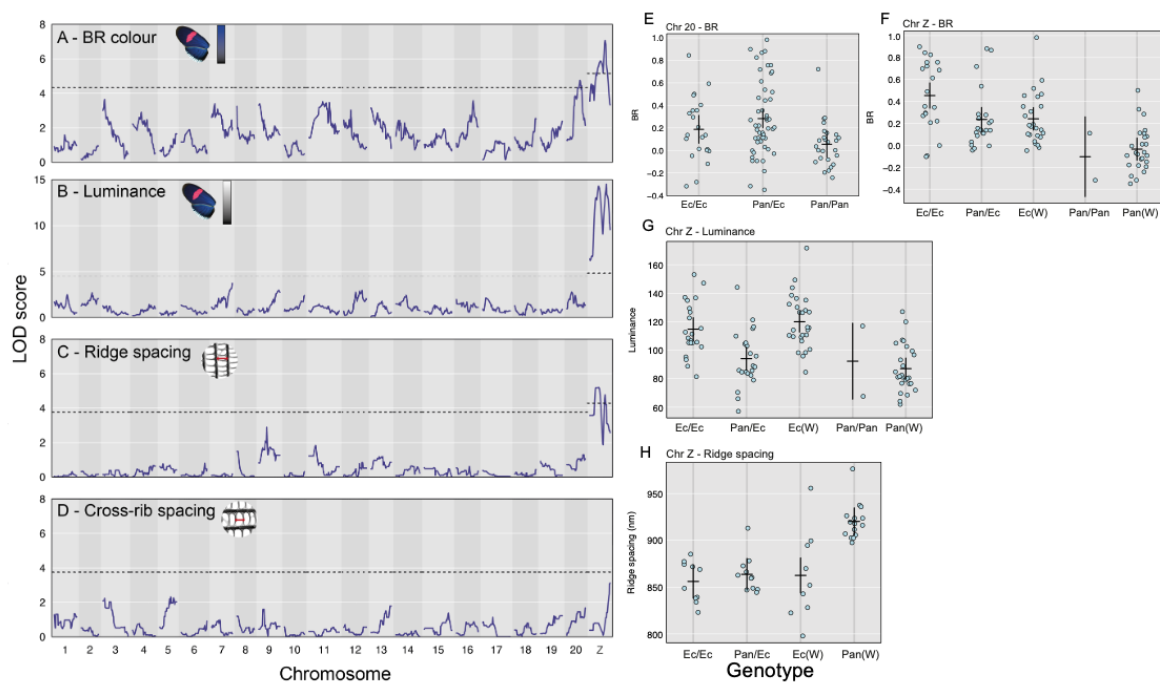 A - BR colour
8
6
4
2
0
B - Luminance
15
10
5
0
C - Ridge spacing
8
6
4
2
0
D - Cross-rib spacing
8
6
4
2
0
LOD score
1 2 3 4 5 6 7 8 9 10 11 12 13 14 15 16 17 18 19 20 Z
Chromosome
E
Chr 20 - BR
1.0
0.8
0.6
0.4
0.2
0.0
−0.2
−0.4
BR
Ec/Ec Pan/Ec Pan/Pan
F
Chr Z - BR
1.0
0.8
0.6
0.4
0.2
0.0
−0.2
−0.4
BR
Ec/Ec Pan/Ec Ec(W) Pan/Pan Pan(W)
G
Chr Z - Luminance
160
140
120
100
80
60
Luminance
Ec/Ec Pan/Ec Ec(W) Pan/Pan Pan(W)
H
Chr Z - Ridge spacing
950
900
850
800
Ridge spacing (nm)
Ec/Ec Pan/Ec Ec(W) Pan(W)
Genotype